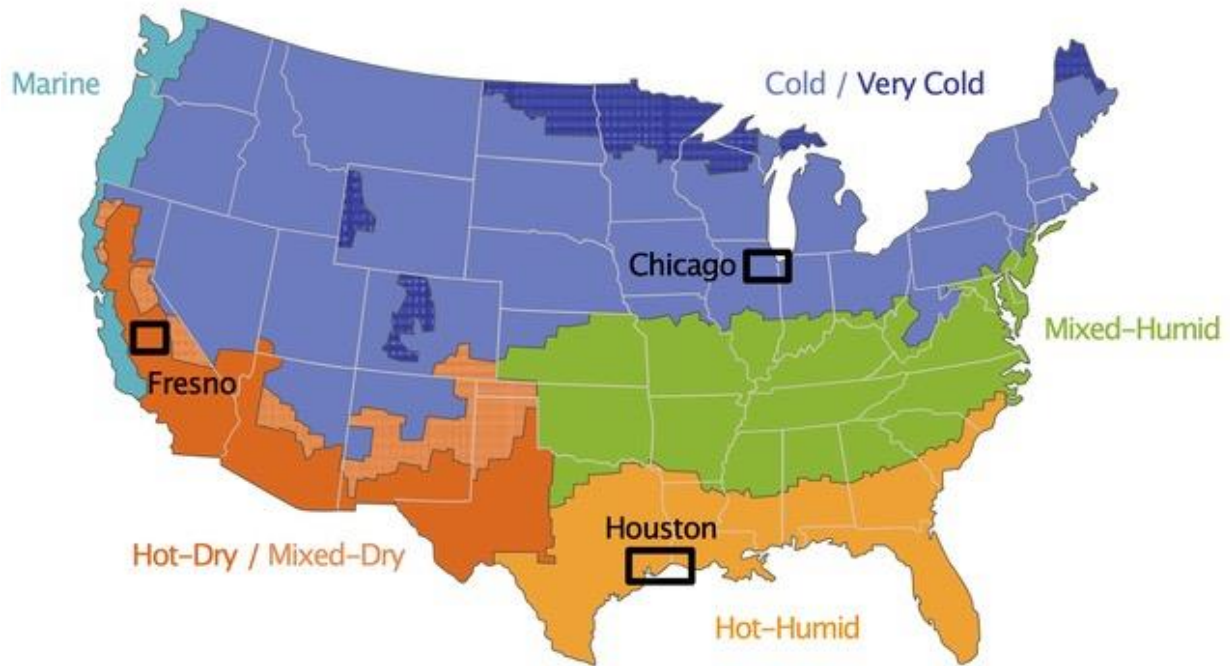 Marine
Cold / Very Cold
Chicago
Mixed-Humid
Fresno
Houston
Hot-Dry / Mixed-Dry
Hot-Humid